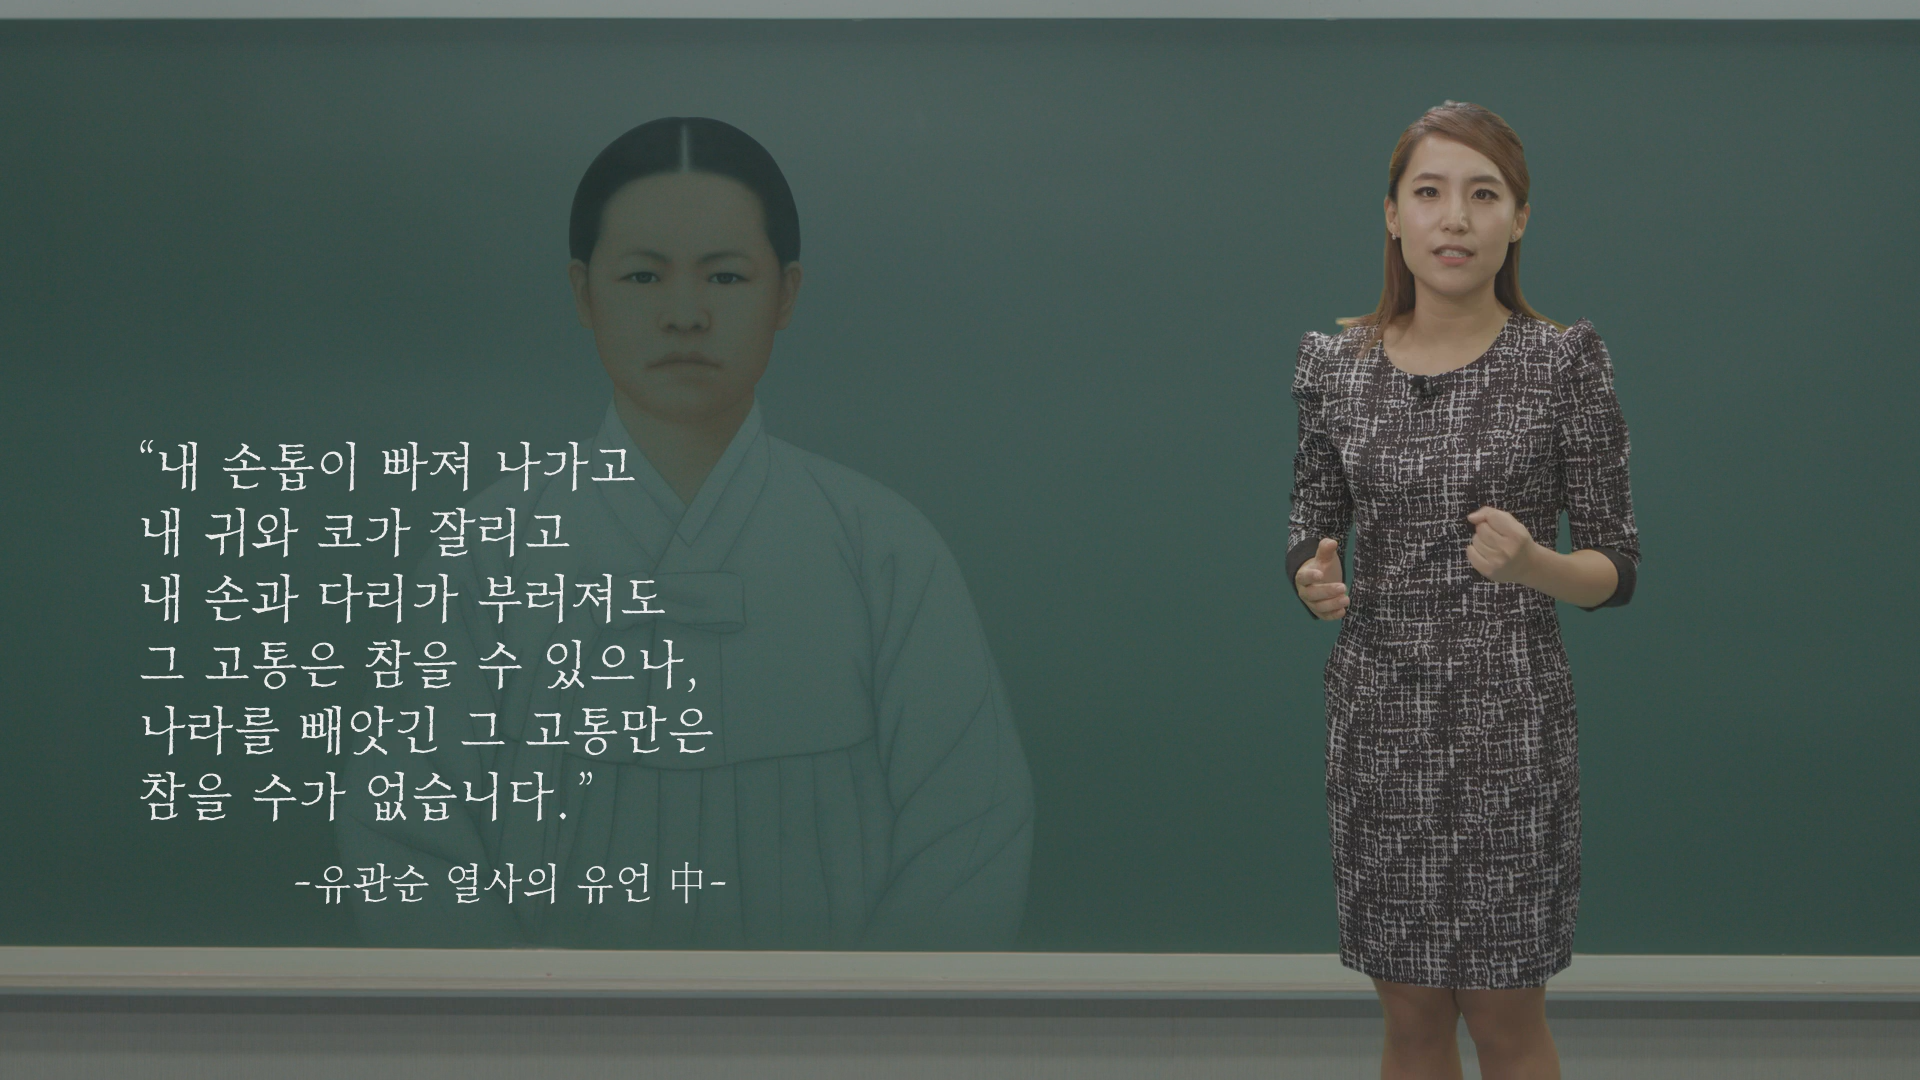 “내 손톱이 빠져 나가고
내 귀와 코가 잘리고
내 손과 다리가 부러져도
그 고통은 참을 수 있으나,
나라를 빼앗긴 그 고통만은
참을 수가 없습니다.”
-유관순 열사의 유언 中-